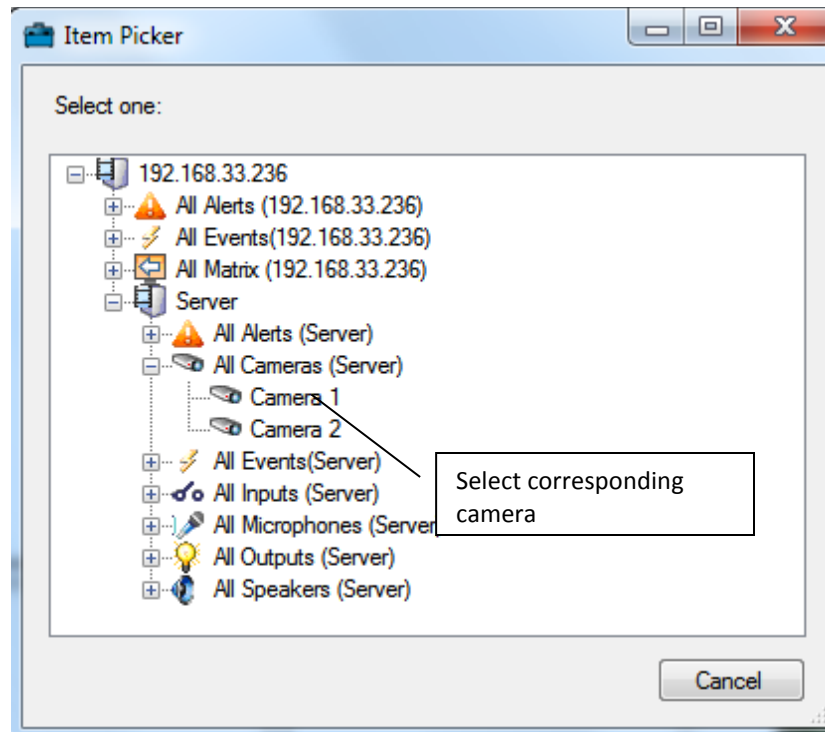 Item Picker
Select one:
192.168.33.236
All Alerts (192.168.33.236)
All Events(192.168.33.236)
All Matrix (192.168.33.236)
Server
All Alerts (Server)
All Cameras (Server)
Camera 1
Camera 2
All Events(Server)
All Inputs (Server)
All Microphones (Server
All Outputs (Server)
All Speakers (Server)
Select corresponding
camera
Cancel